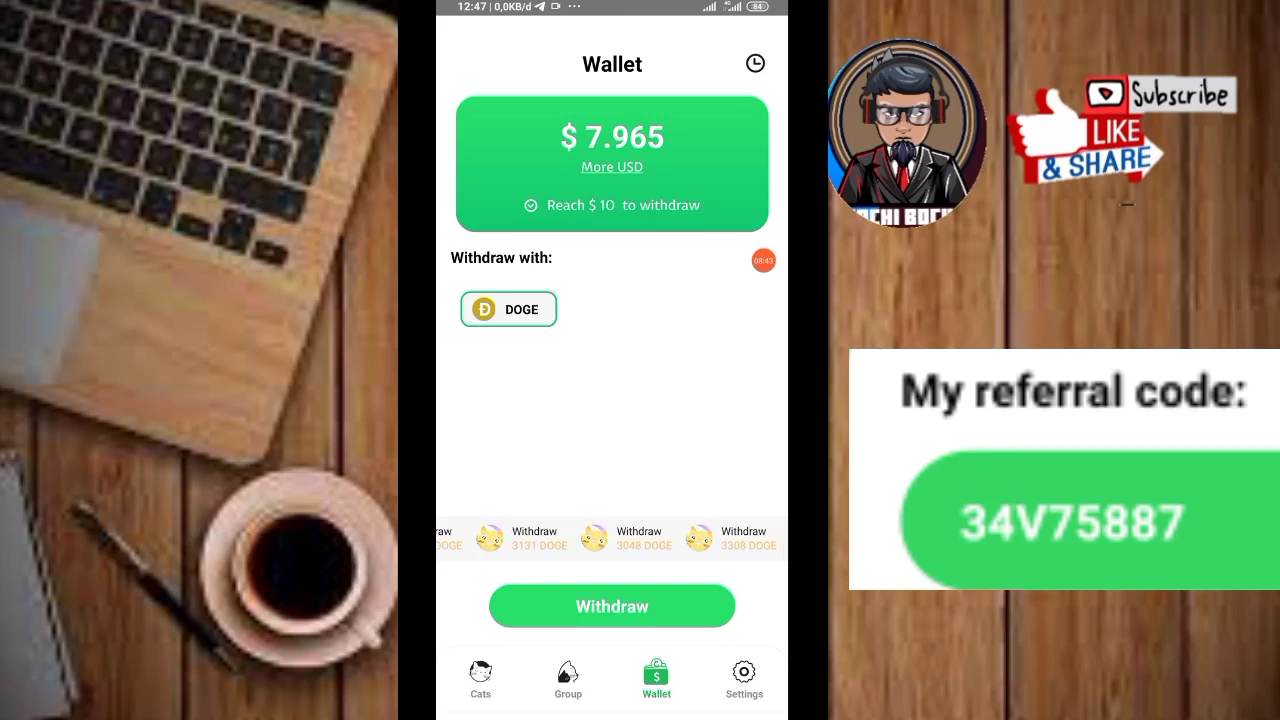 12:47 | 0,0KB/d
4G
84
Wallet
$ 7.965
More USD
Reach $ 10 to withdraw
Withdraw with:
08:43
DOGE
raw
Withdraw
Withdraw
Withdraw
DOGE
3131 DOGE
3048 DOGE
3308 DOGE
Withdraw
Cats
Group
Wallet
Settings
Subscribe
LIKE
& SHARE
My referral code:
34V75887